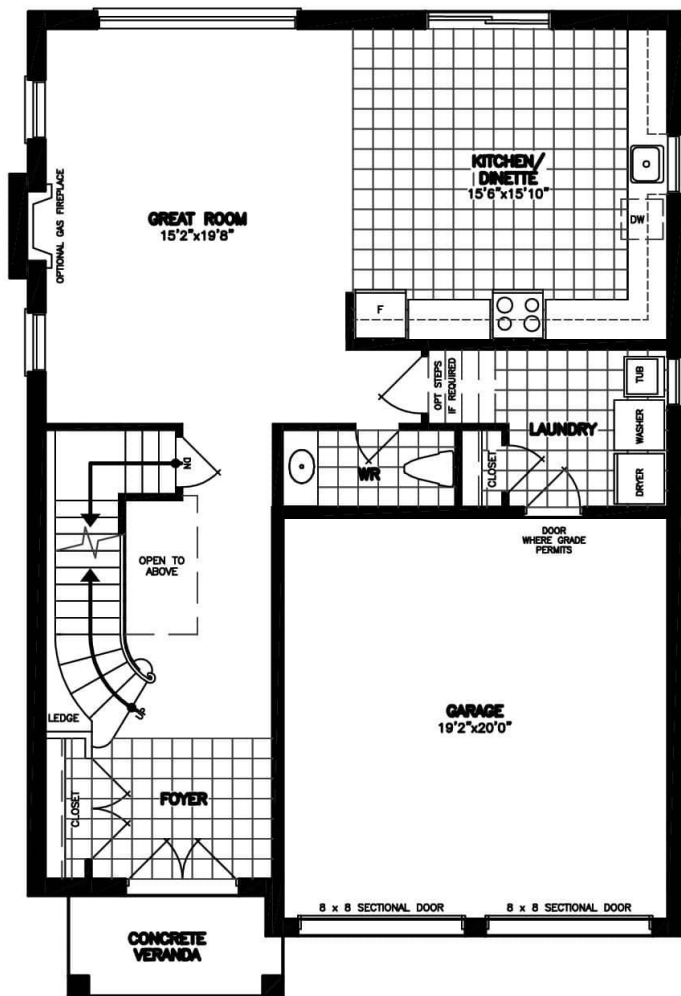 KITCHEN/
DINETTE
15'6"x15'10"
GREAT ROOM
15'2"x19'8"
OPTIONAL GAS FIREPLACE
DW
F
OPT STEPS
IF REQUIRED
TUB
WASHER
DRYER
LAUNDRY
CLOSET
WR
DN
OPEN TO
ABOVE
DOOR
WHERE GRADE
PERMITS
UP
LEDGE
GARAGE
19'2"x20'0"
CLOSET
FOYER
8 x 8 SECTIONAL DOOR
8 x 8 SECTIONAL DOOR
CONCRETE
VERANDA